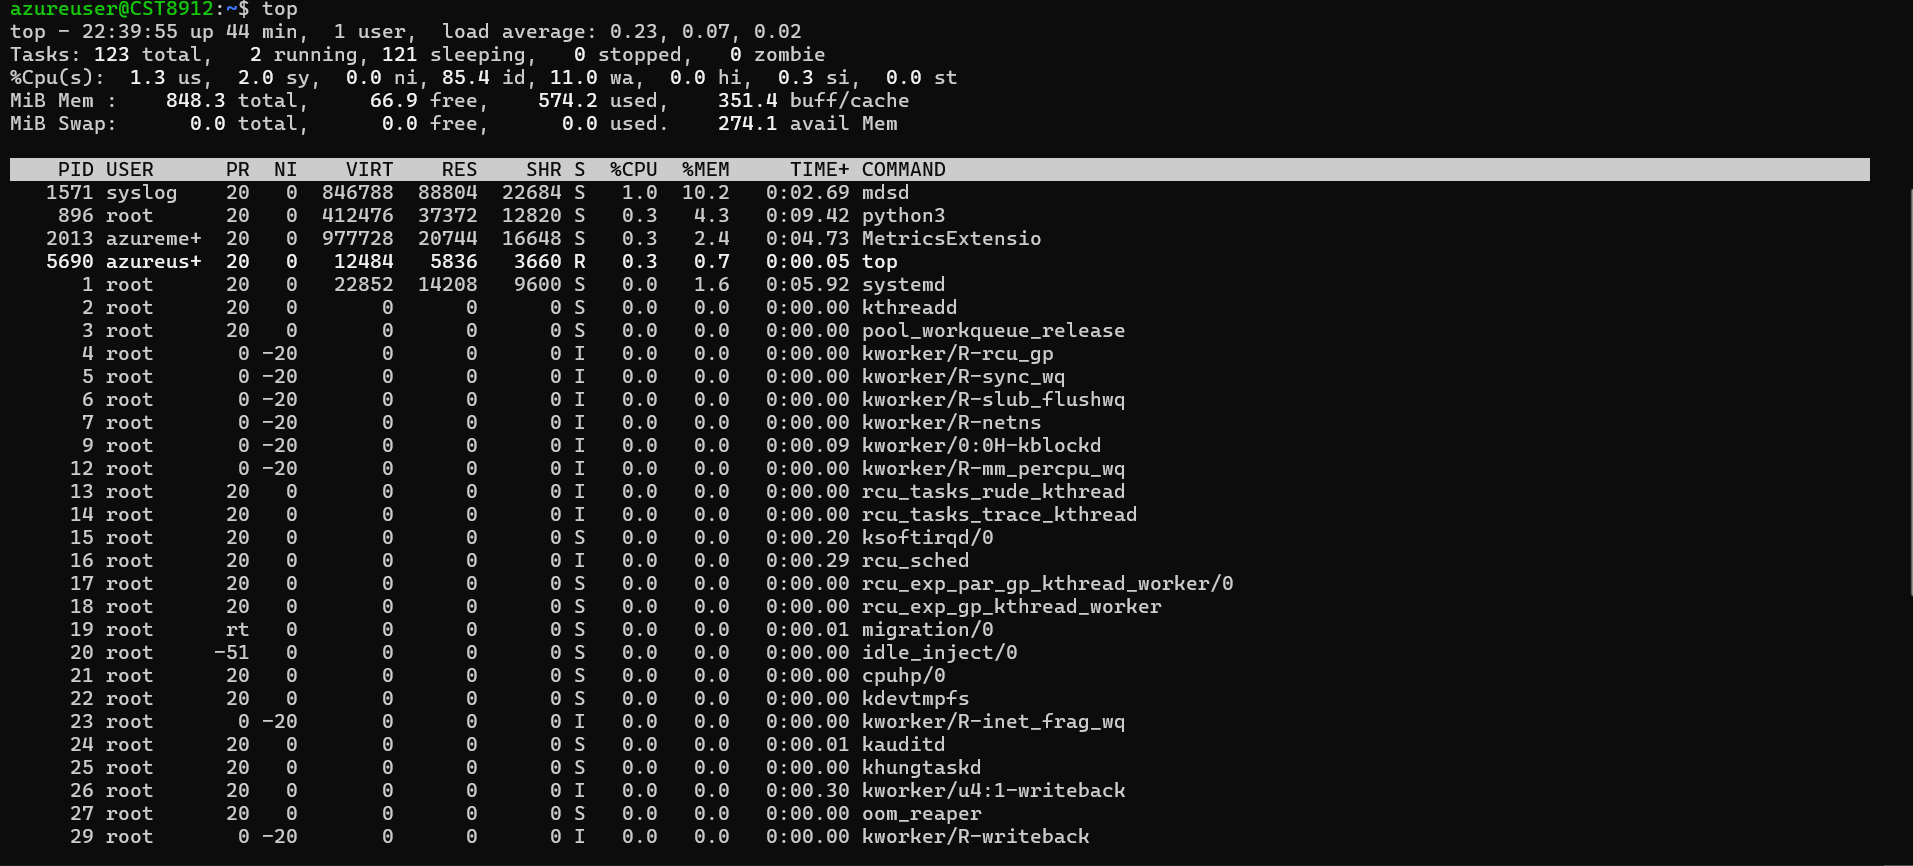 azureuser@CST8912:~$ top
top - 22:39:55 up 44 min,  1 user,  load average: 0.23, 0.07, 0.02
Tasks: 123 total,   2 running, 121 sleeping,   0 stopped,   0 zombie
%Cpu(s):  1.3 us,  2.0 sy,  0.0 ni, 85.4 id, 11.0 wa,  0.0 hi,  0.3 si,  0.0 st
MiB Mem :    848.3 total,     66.9 free,    574.2 used,    351.4 buff/cache
MiB Swap:      0.0 total,      0.0 free,      0.0 used.    274.1 avail Mem
    PID USER      PR  NI    VIRT    RES    SHR S  %CPU  %MEM     TIME+ COMMAND
   1571 syslog    20   0  846788  88804  22684 S   1.0  10.2   0:02.69 mdsd
    896 root      20   0  412476  37372  12820 S   0.3   4.3   0:09.42 python3
   2013 azureme+  20   0  977728  20744  16648 S   0.3   2.4   0:04.73 MetricsExtensio
   5690 azureus+  20   0   12484   5836   3660 R   0.3   0.7   0:00.05 top
      1 root      20   0   22852  14208   9600 S   0.0   1.6   0:05.92 systemd
      2 root      20   0       0      0      0 S   0.0   0.0   0:00.00 kthreadd
      3 root      20   0       0      0      0 S   0.0   0.0   0:00.00 pool_workqueue_release
      4 root       0 -20       0      0      0 I   0.0   0.0   0:00.00 kworker/R-rcu_gp
      5 root       0 -20       0      0      0 I   0.0   0.0   0:00.00 kworker/R-sync_wq
      6 root       0 -20       0      0      0 I   0.0   0.0   0:00.00 kworker/R-slub_flushwq
      7 root       0 -20       0      0      0 I   0.0   0.0   0:00.00 kworker/R-netns
      9 root       0 -20       0      0      0 I   0.0   0.0   0:00.09 kworker/0:0H-kblockd
     12 root       0 -20       0      0      0 I   0.0   0.0   0:00.00 kworker/R-mm_percpu_wq
     13 root      20   0       0      0      0 I   0.0   0.0   0:00.00 rcu_tasks_rude_kthread
     14 root      20   0       0      0      0 I   0.0   0.0   0:00.00 rcu_tasks_trace_kthread
     15 root      20   0       0      0      0 S   0.0   0.0   0:00.20 ksoftirqd/0
     16 root      20   0       0      0      0 I   0.0   0.0   0:00.29 rcu_sched
     17 root      20   0       0      0      0 S   0.0   0.0   0:00.00 rcu_exp_par_gp_kthread_worker/0
     18 root      20   0       0      0      0 S   0.0   0.0   0:00.00 rcu_exp_gp_kthread_worker
     19 root      rt   0       0      0      0 S   0.0   0.0   0:00.01 migration/0
     20 root     -51   0       0      0      0 S   0.0   0.0   0:00.00 idle_inject/0
     21 root      20   0       0      0      0 S   0.0   0.0   0:00.00 cpuhp/0
     22 root      20   0       0      0      0 S   0.0   0.0   0:00.00 kdevtmpfs
     23 root       0 -20       0      0      0 I   0.0   0.0   0:00.00 kworker/R-inet_frag_wq
     24 root      20   0       0      0      0 S   0.0   0.0   0:00.01 kauditd
     25 root      20   0       0      0      0 S   0.0   0.0   0:00.00 khungtaskd
     26 root      20   0       0      0      0 I   0.0   0.0   0:00.30 kworker/u4:1-writeback
     27 root      20   0       0      0      0 S   0.0   0.0   0:00.00 oom_reaper
     29 root       0 -20       0      0      0 I   0.0   0.0   0:00.00 kworker/R-writeback